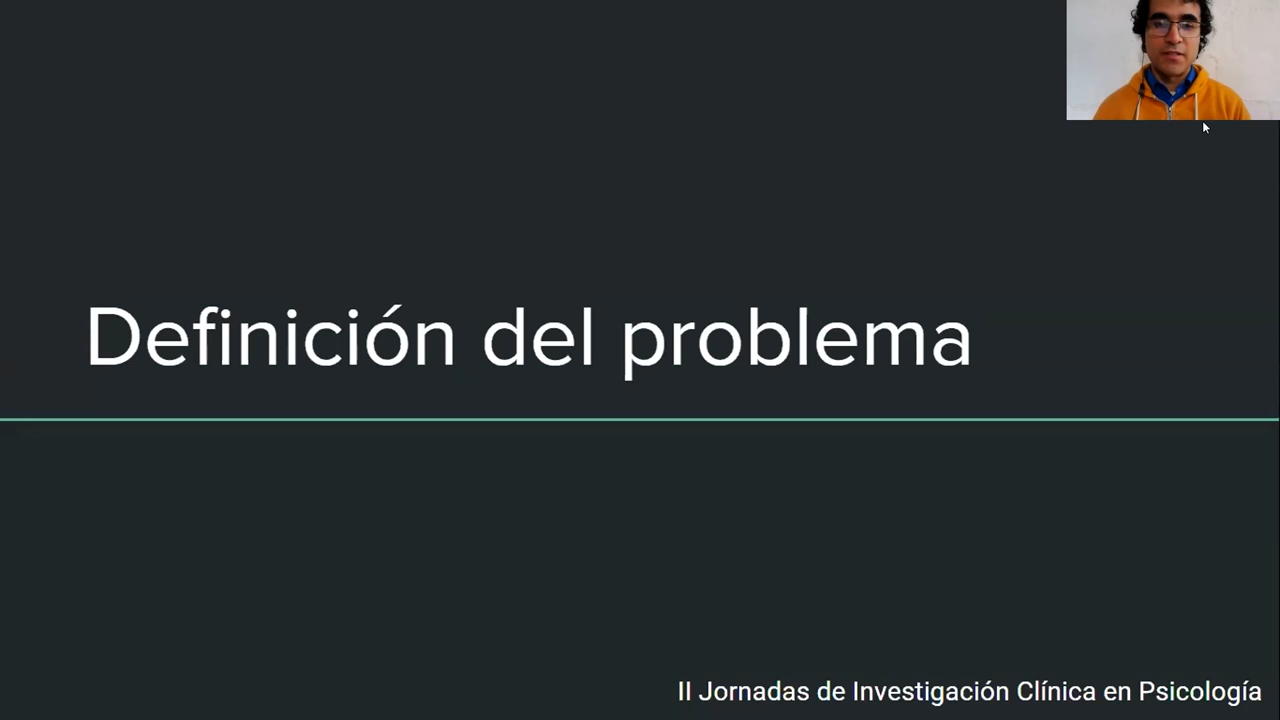 Definición del problema
II Jornadas de Investigación Clínica en Psicología